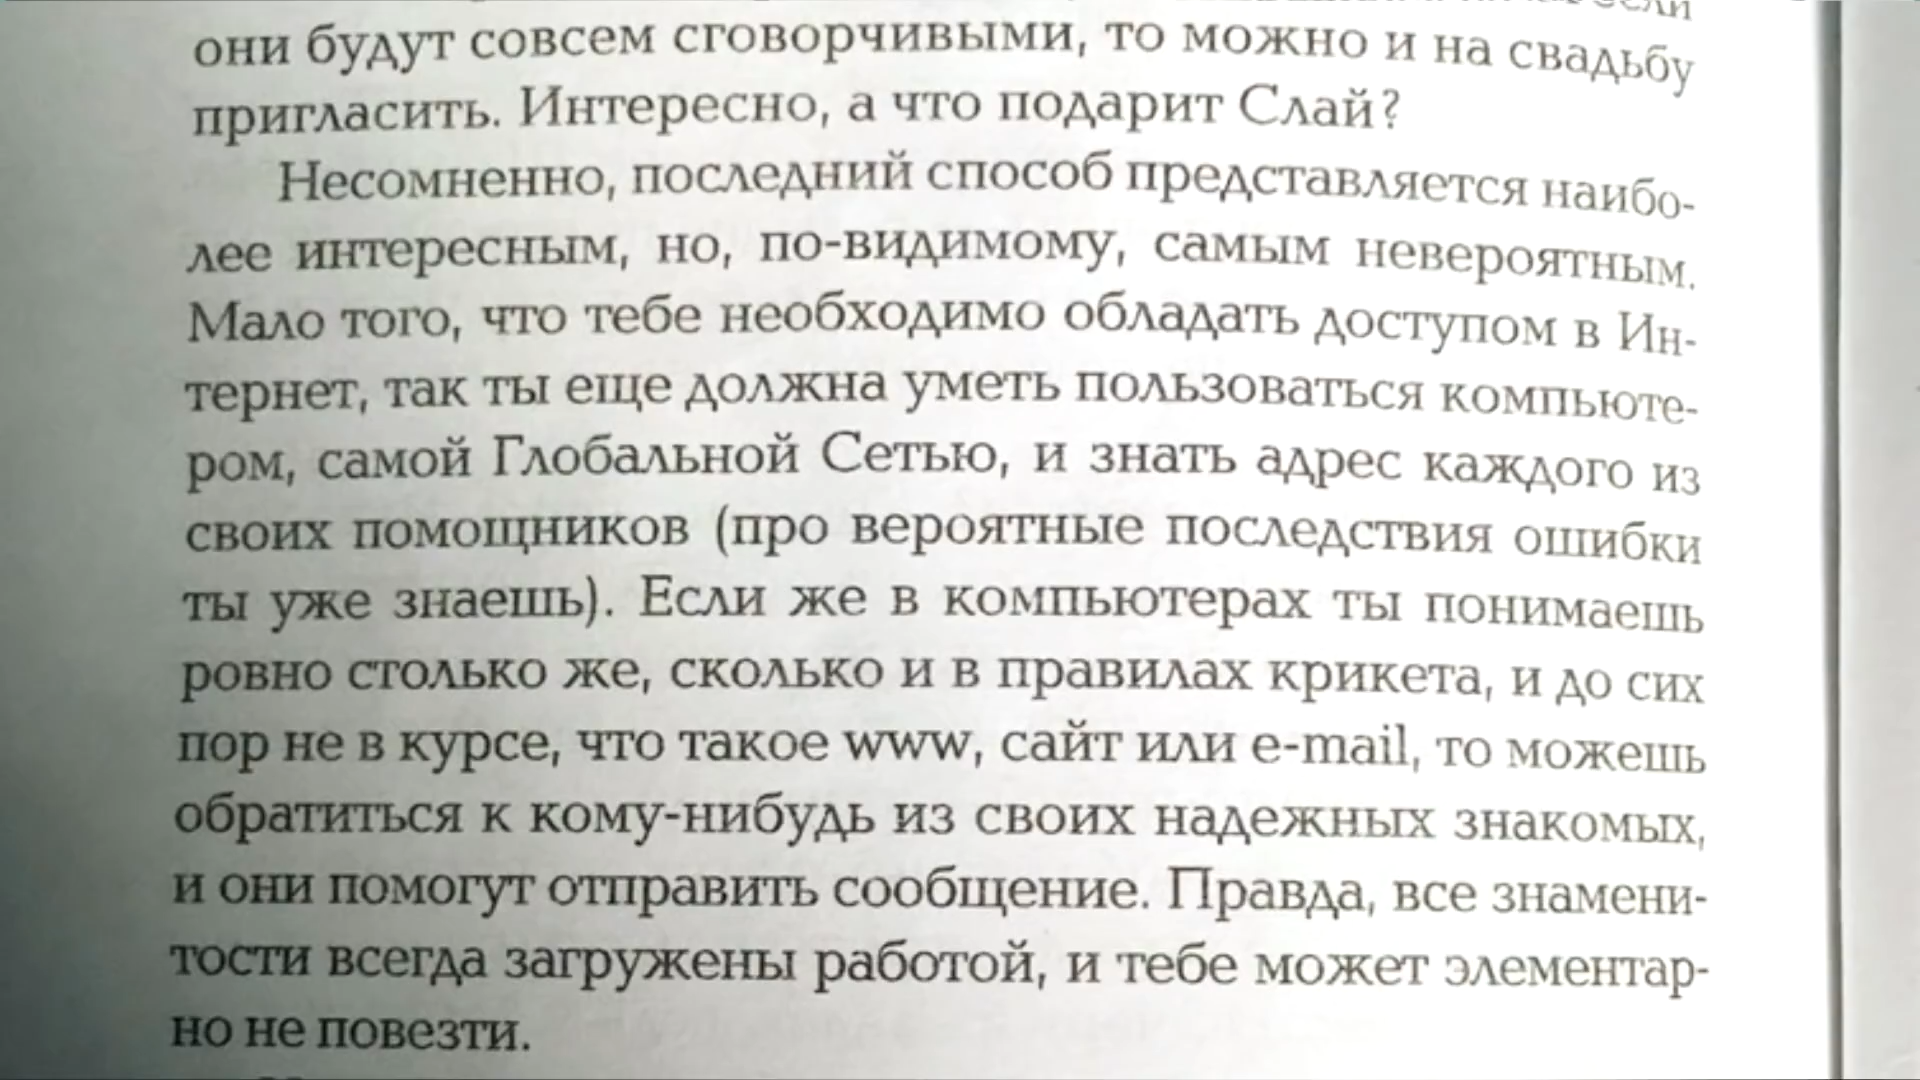 они будут совсем сговорчивыми, то можно и на свадьбу
пригласить. Интересно, а что подарит Слай?
Несомненно, последний способ представляется наибо-
лее интересным, но, по-видимому, самым невероятным.
Мало того, что тебе необходимо обладать доступом в Ин-
тернет, так ты еще должна уметь пользоваться компьюте-
ром, самой Глобальной Сетью, и знать адрес каждого из
своих помощников (про вероятные последствия ошибки
ты уже знаешь). Если же в компьютерах ты понимаешь
ровно столько же, сколько и в правилах крикета, и до сих
пор не в курсе, что такое www, сайт или e-mail, то можешь
обратиться к кому-нибудь из своих надежных знакомых,
и они помогут отправить сообщение. Правда, все знамени-
тости всегда загружены работой, и тебе может элементар-
но не повезти.